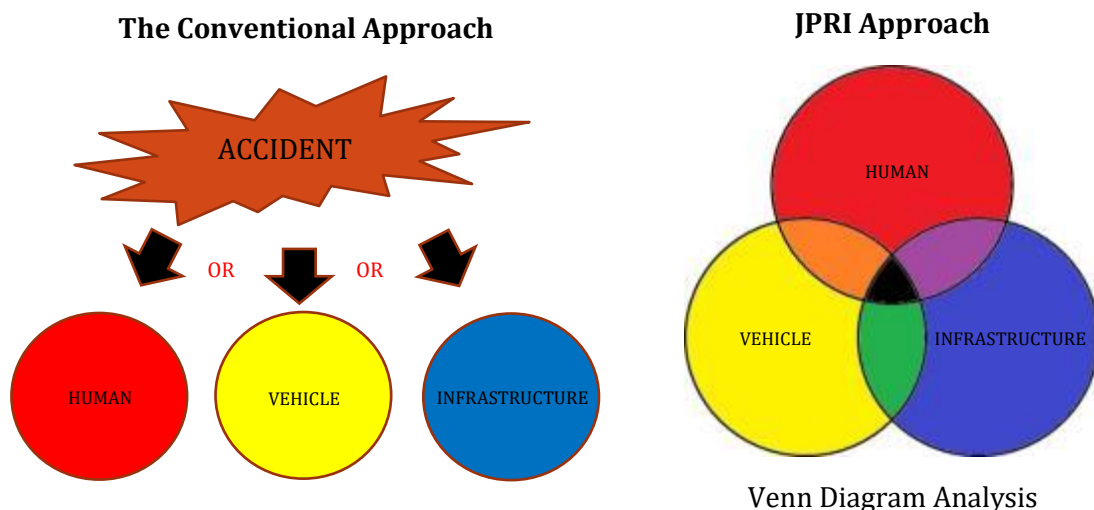 The Conventional Approach
ACCIDENT
OR
OR
HUMAN
VEHICLE
INFRASTRUCTURE
JPRI Approach
HUMAN
VEHICLE
INFRASTRUCTURE
Venn Diagram Analysis